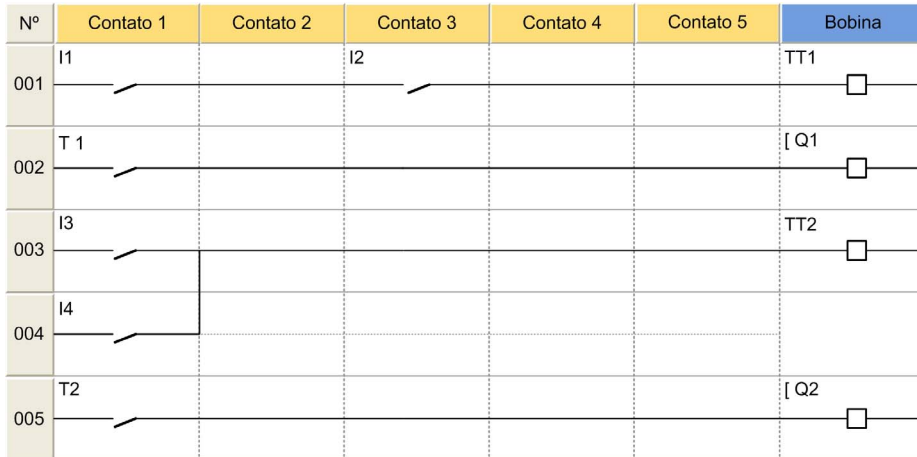 Nº Contato 1 Contato 2 Contato 3 Contato 4 Contato 5 Bobina
I1 I2 TT1
001
T 1 [ Q1
002
I3 TT2
003
I4
004
T2 [ Q2
005